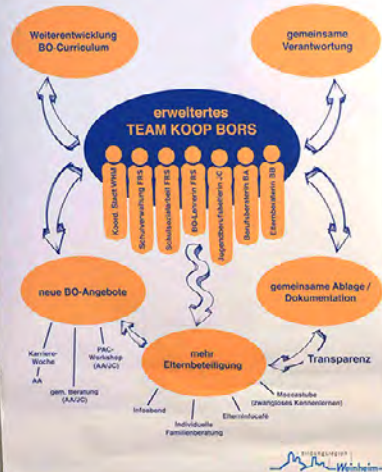 Weiterentwicklung
BO-Curriculum
gemeinsame
Verantwortung
erweitertes
TEAM KOOP BORS
Koord. Stadt WHM
Schulverwaltung FRS
Schulsozialarbeit FRS
BO-Lehrerin FRS
Jugendberufshelferin JC
Berufsberaterin BA
Elternberaterin BB
neue BO-Angebote
gemeinsame Ablage /
Dokumentation
mehr
Elternbeteiligung
Karriere-
Woche
AA
gem. Beratung
(AA/JC)
PAC-
Workshop
(AA/JC)
Transparenz
Infoabend
Individuelle
Familienberatung
Elterninfocafé
Moccastube
(zwangloses Kennenlernen)
Weinheim